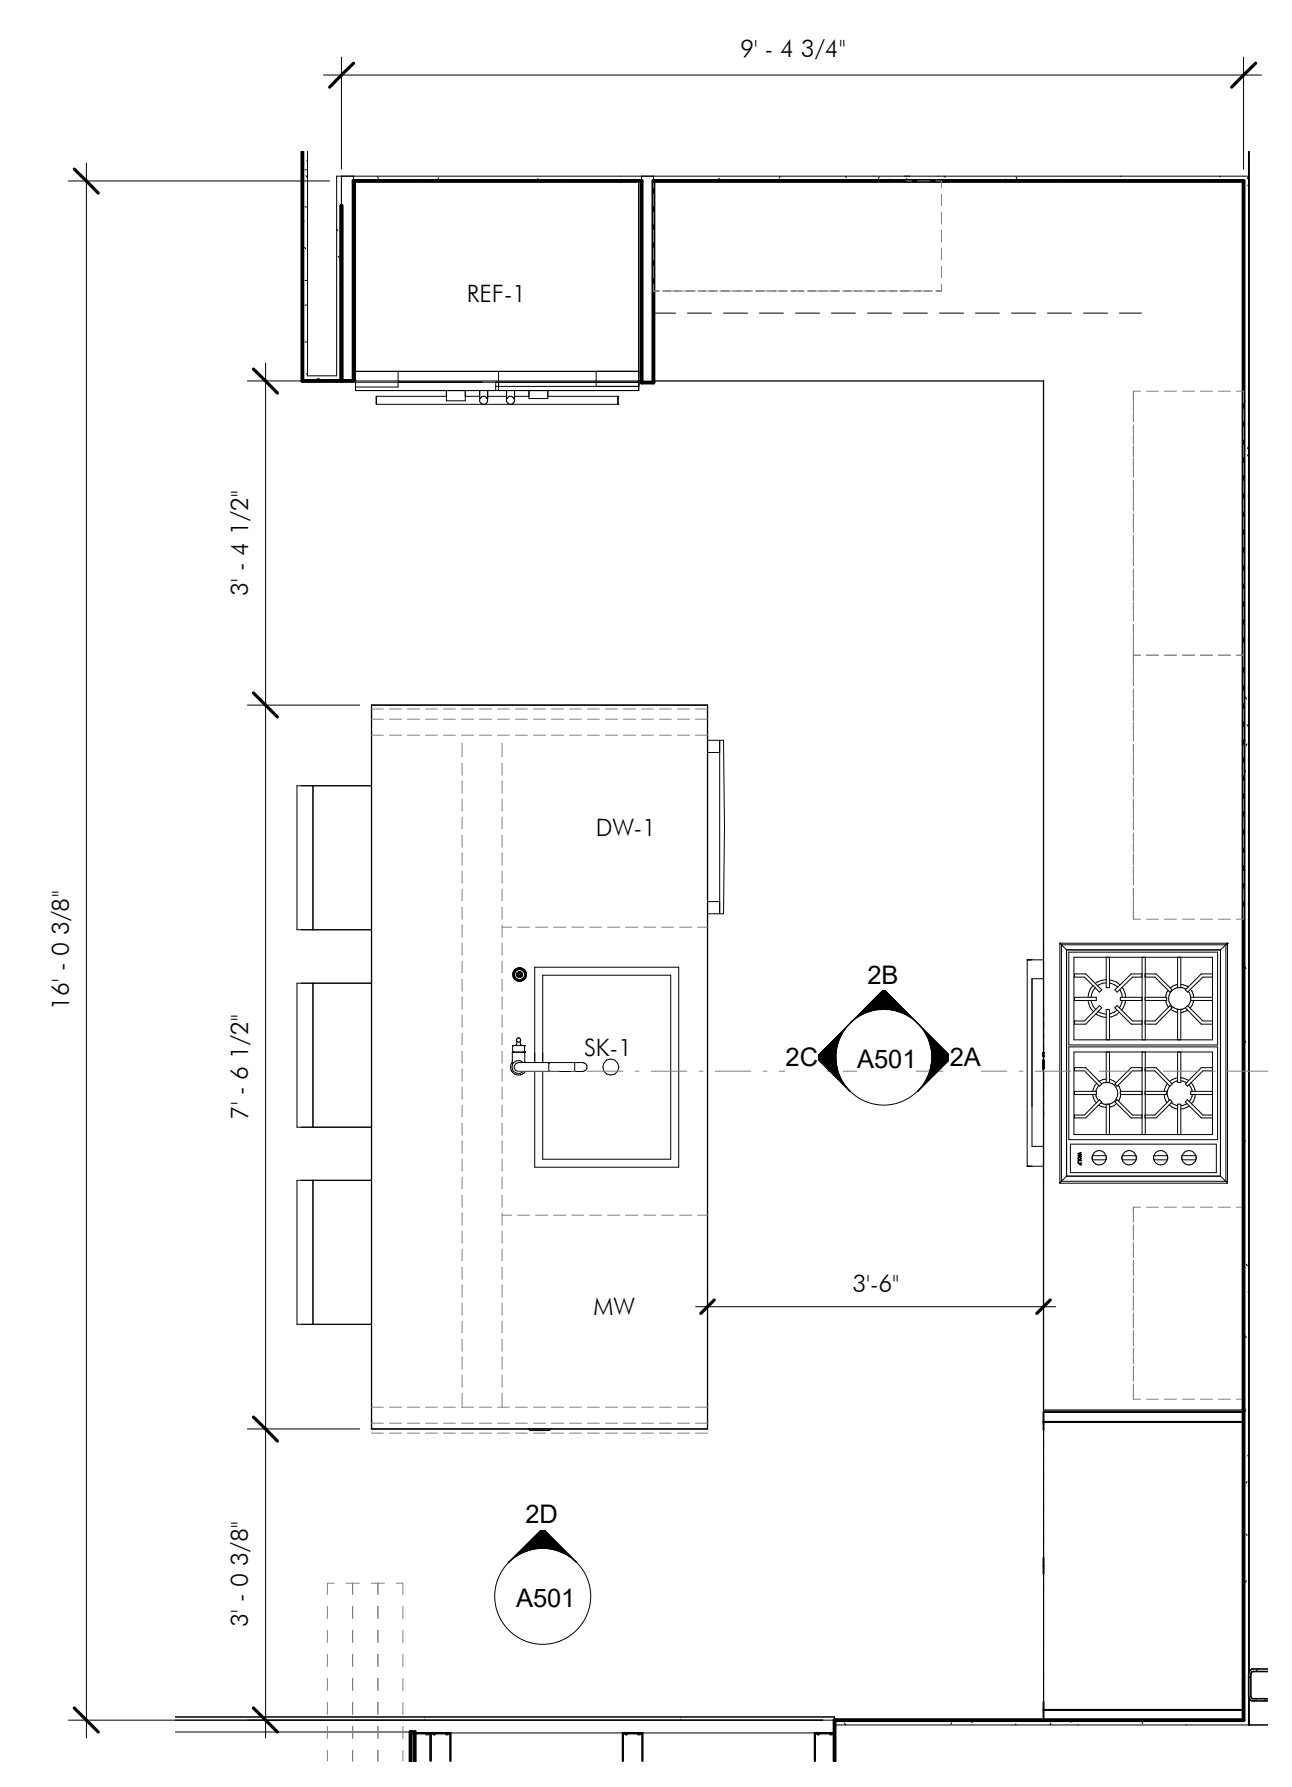 9' - 4 3/4"
REF-1
3' - 4 1/2"
DW-1
16' - 0 3/8"
2B
SK-1
2C
A501
2A
7' - 6 1/2"
WOLF
3'-6"
MW
2D
3' - 0 3/8"
A501